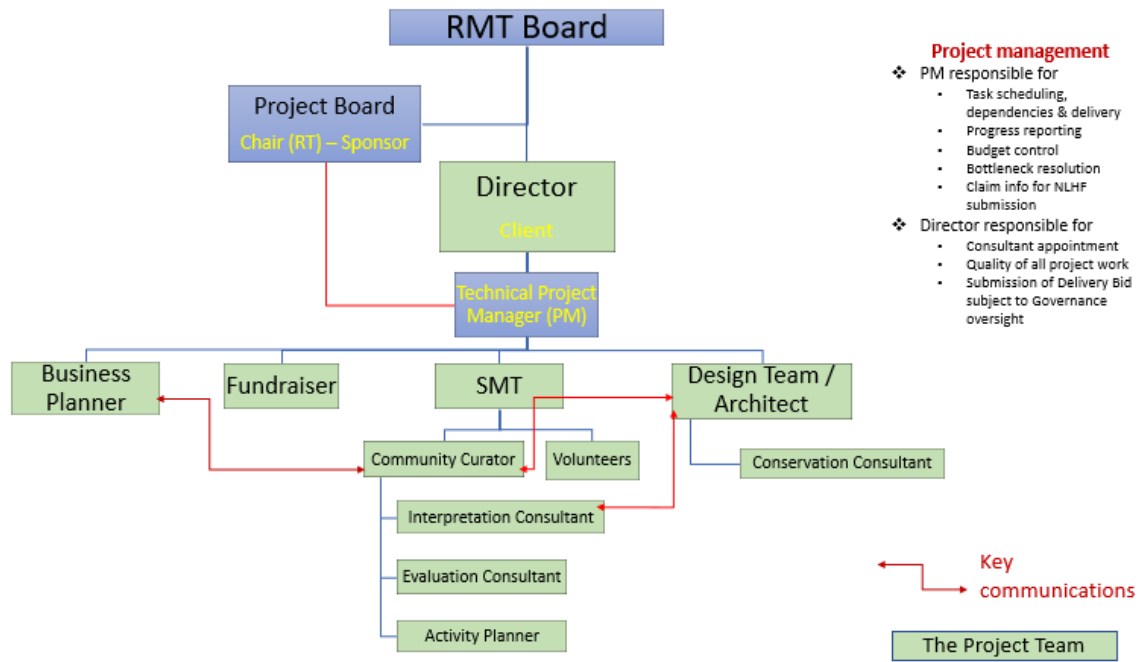 RMT Board
Project Board
Chair (RT) – Sponsor
Director
Client
Technical Project
Manager (PM)
Business
Planner
Fundraiser
SMT
Design Team /
Architect
Community Curator
Volunteers
Conservation Consultant
Interpretation Consultant
Evaluation Consultant
Activity Planner
Project management
❖ PM responsible for
▪ Task scheduling,
dependencies & delivery
▪ Progress reporting
▪ Budget control
▪ Bottleneck resolution
▪ Claim info for NLHF
submission
❖ Director responsible for
▪ Consultant appointment
▪ Quality of all project work
▪ Submission of Delivery Bid
subject to Governance
oversight
Key
communications
The Project Team